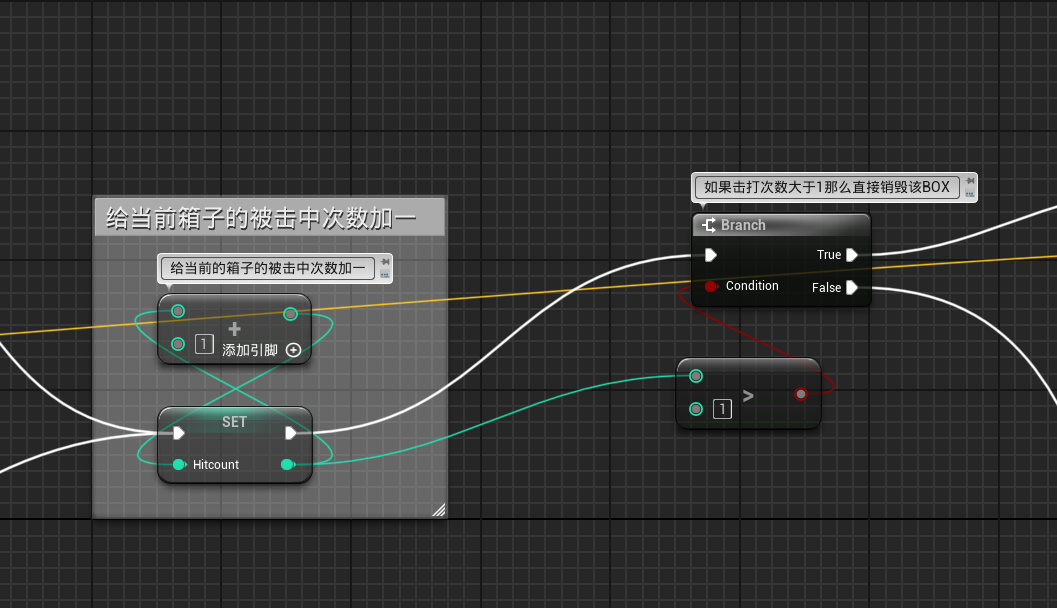 给当前箱子的被击中次数加一
给当前的箱子的被击中次数加一
+
1
添加引脚
SET
Hitcount
如果击打次数大于1那么直接销毁该BOX
Branch
True
Condition
False
>
1